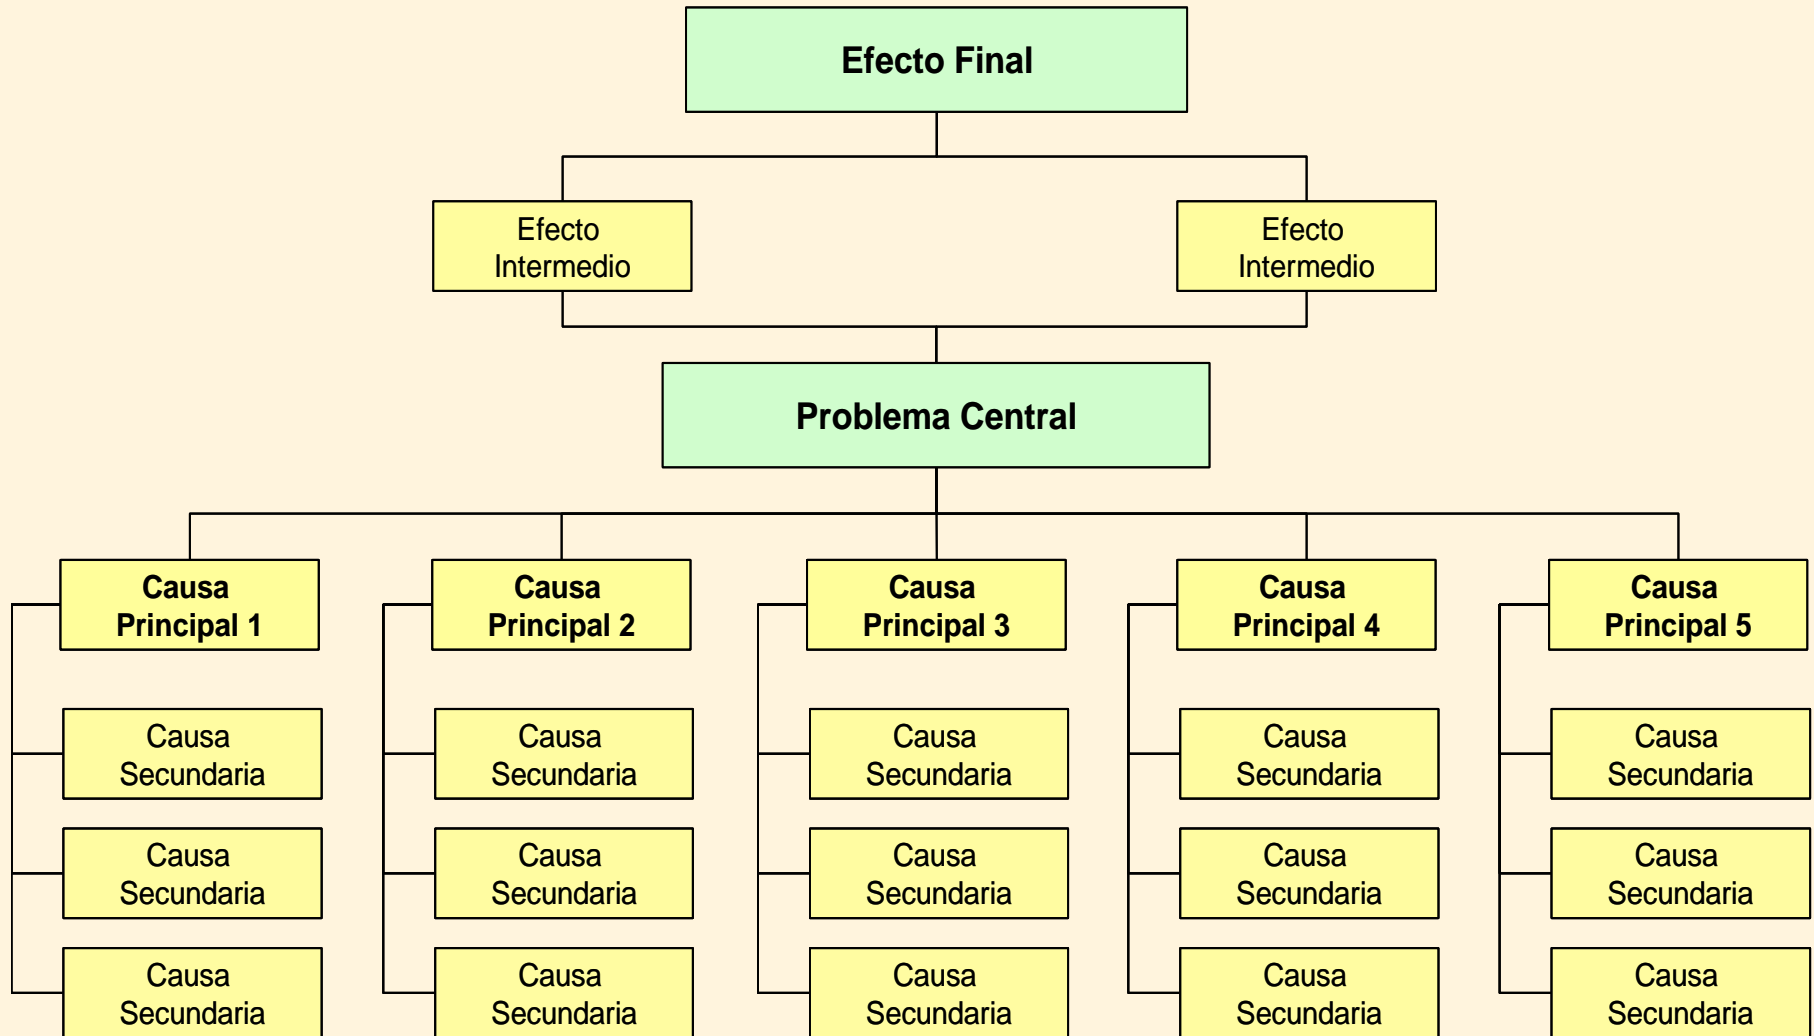 Efecto Final
Efecto
Intermedio
Efecto
Intermedio
Problema Central
Causa
Principal 1
Causa
Principal 2
Causa
Principal 3
Causa
Principal 4
Causa
Principal 5
Causa
Secundaria
Causa
Secundaria
Causa
Secundaria
Causa
Secundaria
Causa
Secundaria
Causa
Secundaria
Causa
Secundaria
Causa
Secundaria
Causa
Secundaria
Causa
Secundaria
Causa
Secundaria
Causa
Secundaria
Causa
Secundaria
Causa
Secundaria
Causa
Secundaria